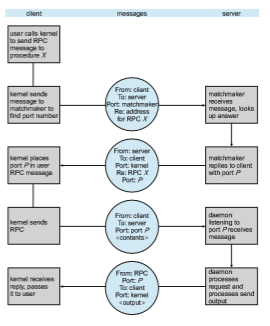 client messages server
user calls kernel
to send RPC
message to
procedure X
kernel sends
message to
matchmaker to
find port number
From: client
To: server
Port: matchmaker
Re: address
for RPC X
matchmaker
receives
message, looks
up answer
kernel places
port P in user
RPC message
From: server
To: client
Port: kernel
Re: RPC X
Port: P
matchmaker
replies to client
with port P
kernel sends
RPC
From: client
To: server
Port: port P
<contents>
daemon
listening to
port P receives
message
kernel receives
reply, passes
it to user
From: RPC
Port: P
To: client
Port: kernel
<output>
daemon
processes
request and
processes send
output